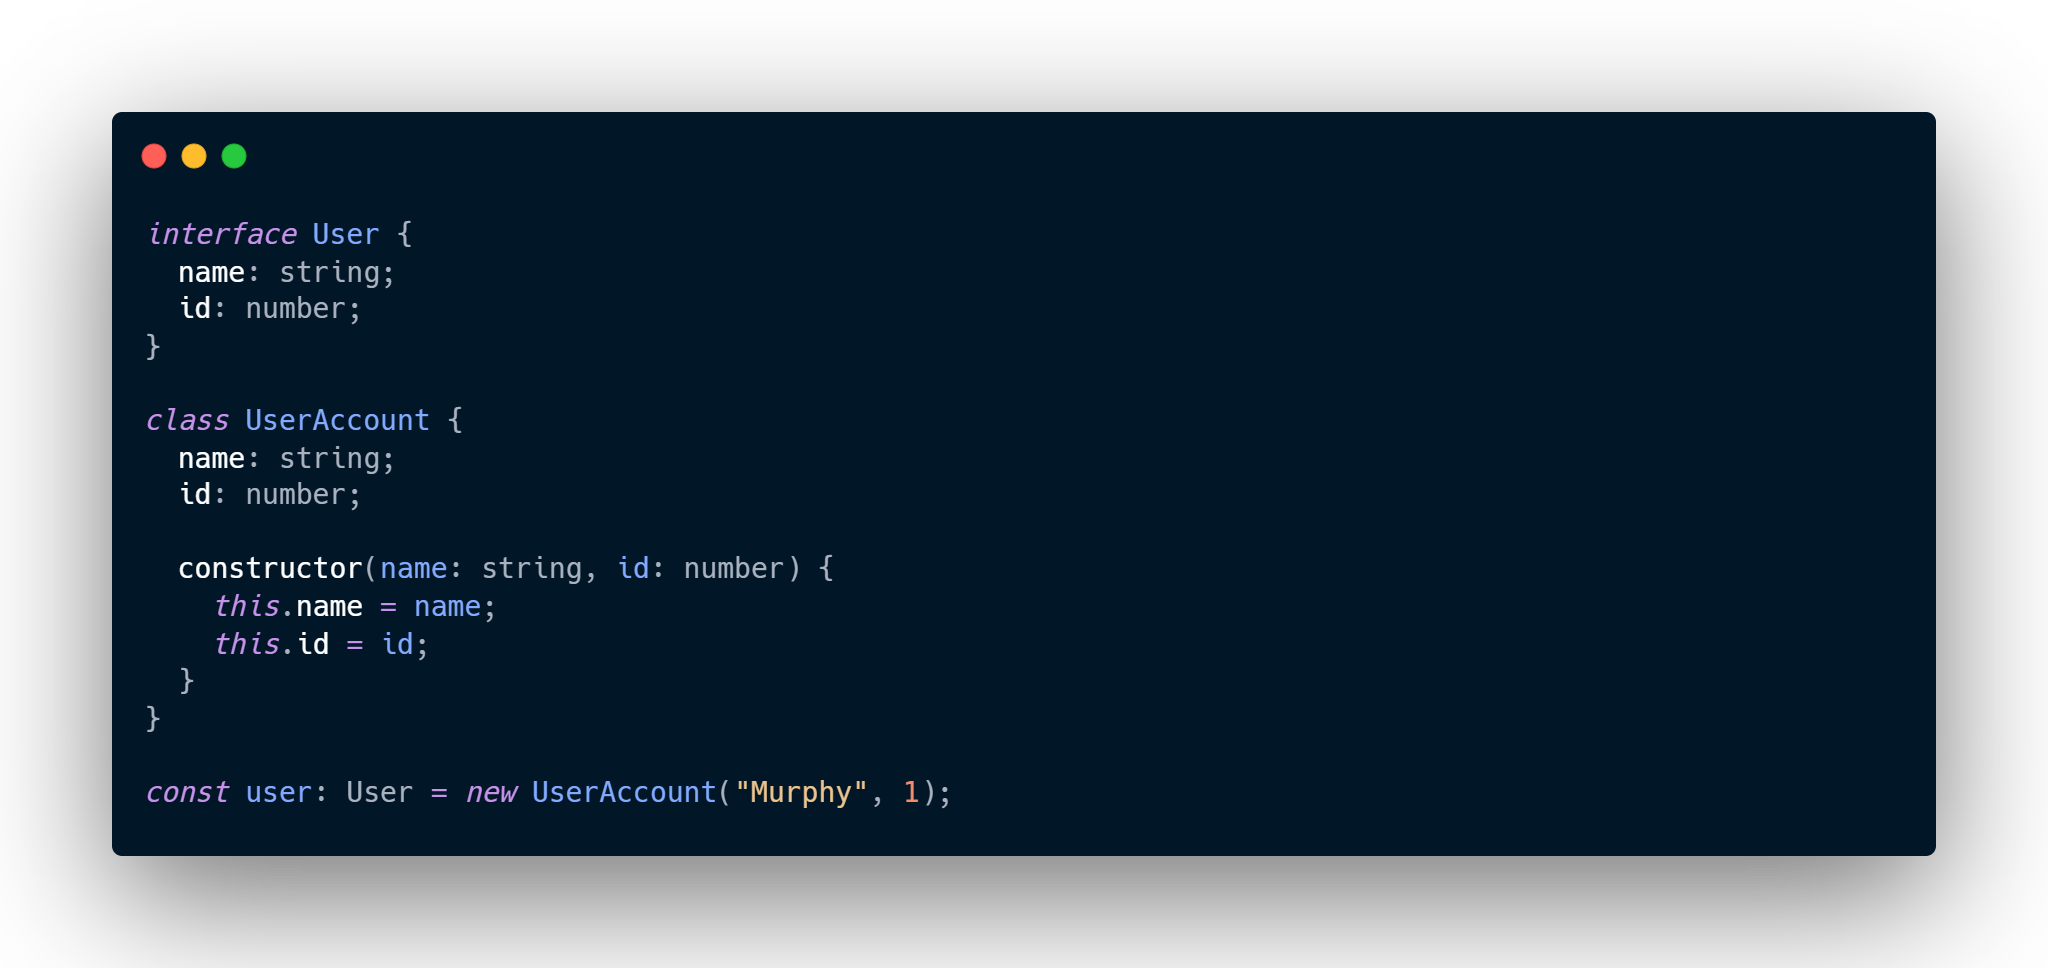 interface User {
  name: string;
  id: number;
}

class UserAccount {
  name: string;
  id: number;

  constructor(name: string, id: number) {
    this.name = name;
    this.id = id;
  }
}

const user: User = new UserAccount("Murphy", 1);